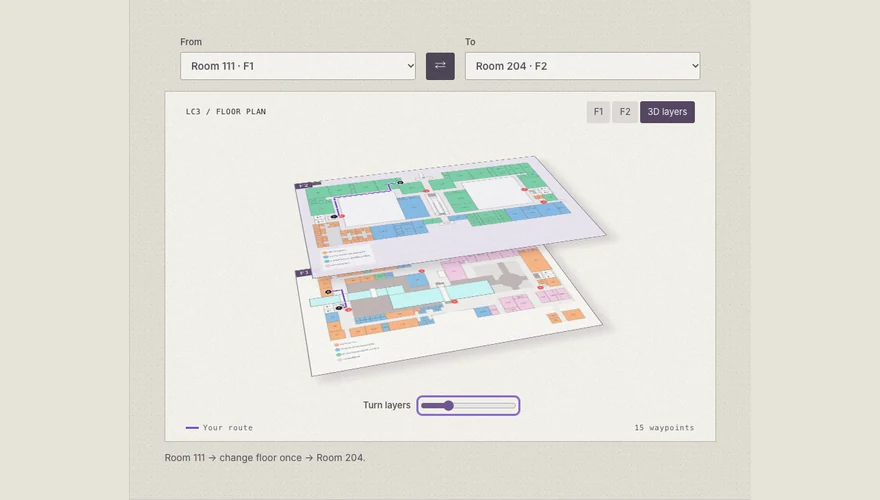 From
To
Room 111 · F1
⇄
Room 204 · F2
LC3 / FLOOR PLAN
F1
F2
3D layers
F2
F1
Turn layers
Your route
15 waypoints
Room 111 → change floor once → Room 204.